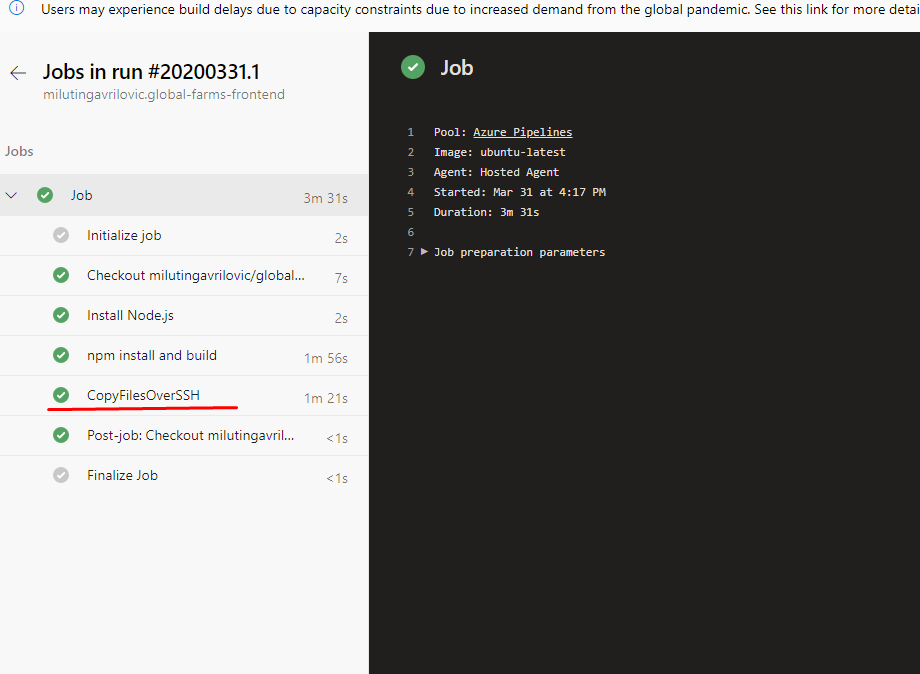 Users may experience build delays due to capacity constraints due to increased demand from the global pandemic. See this link for more detai
Jobs in run #20200331.1
milutingavrilovic.global-farms-frontend
Jobs
Job 3m 31s
Initialize job 2s
Checkout milutingavrilovic/global... 7s
Install Node.js 2s
npm install and build 1m 56s
CopyFilesOverSSH 1m 21s
Post-job: Checkout milutingavril... <1s
Finalize Job <1s
Job
1 Pool: Azure Pipelines
2 Image: ubuntu-latest
3 Agent: Hosted Agent
4 Started: Mar 31 at 4:17 PM
5 Duration: 3m 31s
6
7 Job preparation parameters